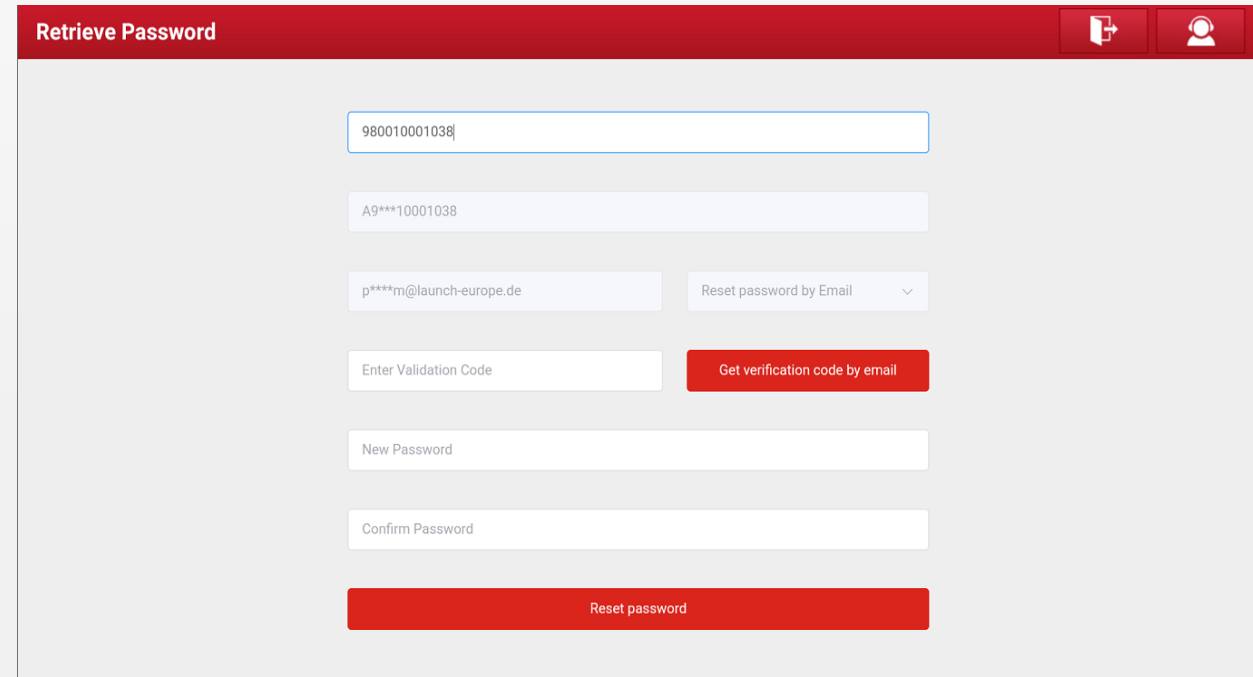 Retrieve Password
980010001038
A9***10001038
p****m@launch-europe.de
Reset password by Email
Enter Validation Code
Get verification code by email
New Password
Confirm Password
Reset password